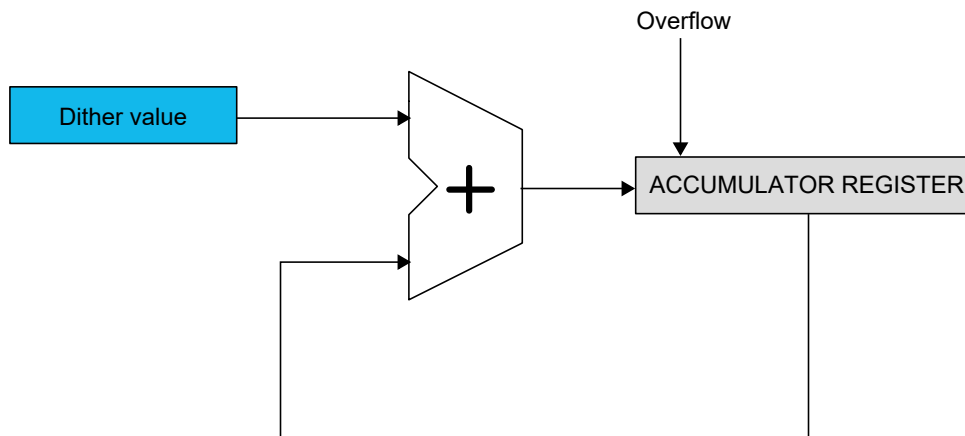 Overflow
Dither value
ACCUMULATOR REGISTER
+